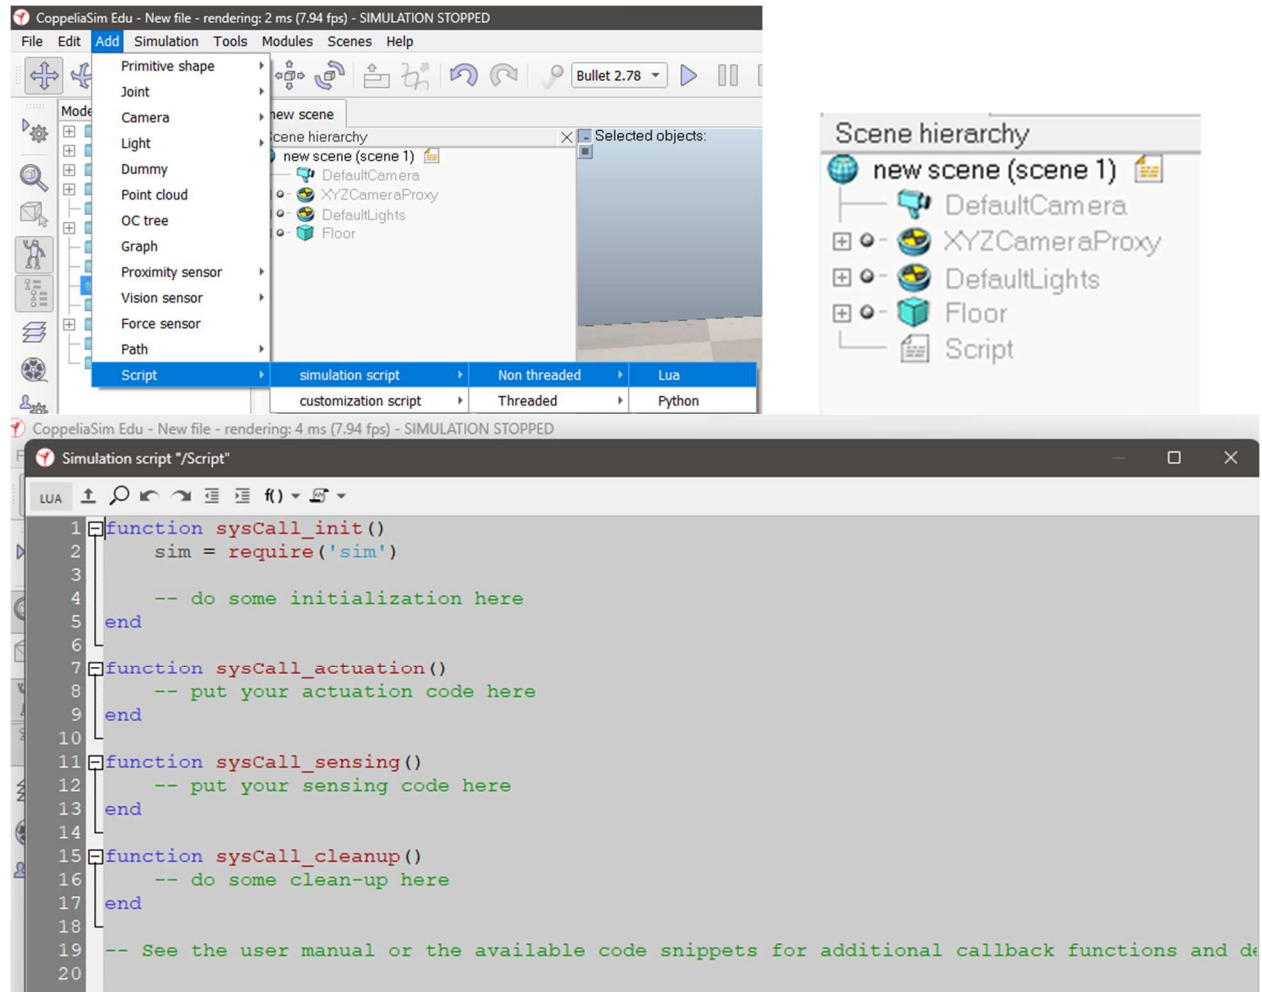 CoppeliaSim Edu - New file - rendering: 2 ms (7.94 fps) - SIMULATION STOPPED
File Edit Add Simulation Tools Modules Scenes Help
Bullet 2.78
Primitive shape
Joint
Camera
Light
Dummy
Point cloud
OC tree
Graph
Proximity sensor
Vision sensor
Force sensor
Path
Script
simulation script
customization script
Non threaded
Threaded
Lua
Python
new scene
Scene hierarchy
new scene (scene 1)
DefaultCamera
XYZCameraProxy
DefaultLights
Floor
Selected objects:
Scene hierarchy
new scene (scene 1)
DefaultCamera
XYZCameraProxy
DefaultLights
Floor
Script
CoppeliaSim Edu - New file - rendering: 4 ms (7.94 fps) - SIMULATION STOPPED
Simulation script "/Script"
LUA f()
1 function sysCall_init()
2 sim = require('sim')
3
4 -- do some initialization here
5 end
6
7 function sysCall_actuation()
8 -- put your actuation code here
9 end
10
11 function sysCall_sensing()
12 -- put your sensing code here
13 end
14
15 function sysCall_cleanup()
16 -- do some clean-up here
17 end
18
19 -- See the user manual or the available code snippets for additional callback functions and
20